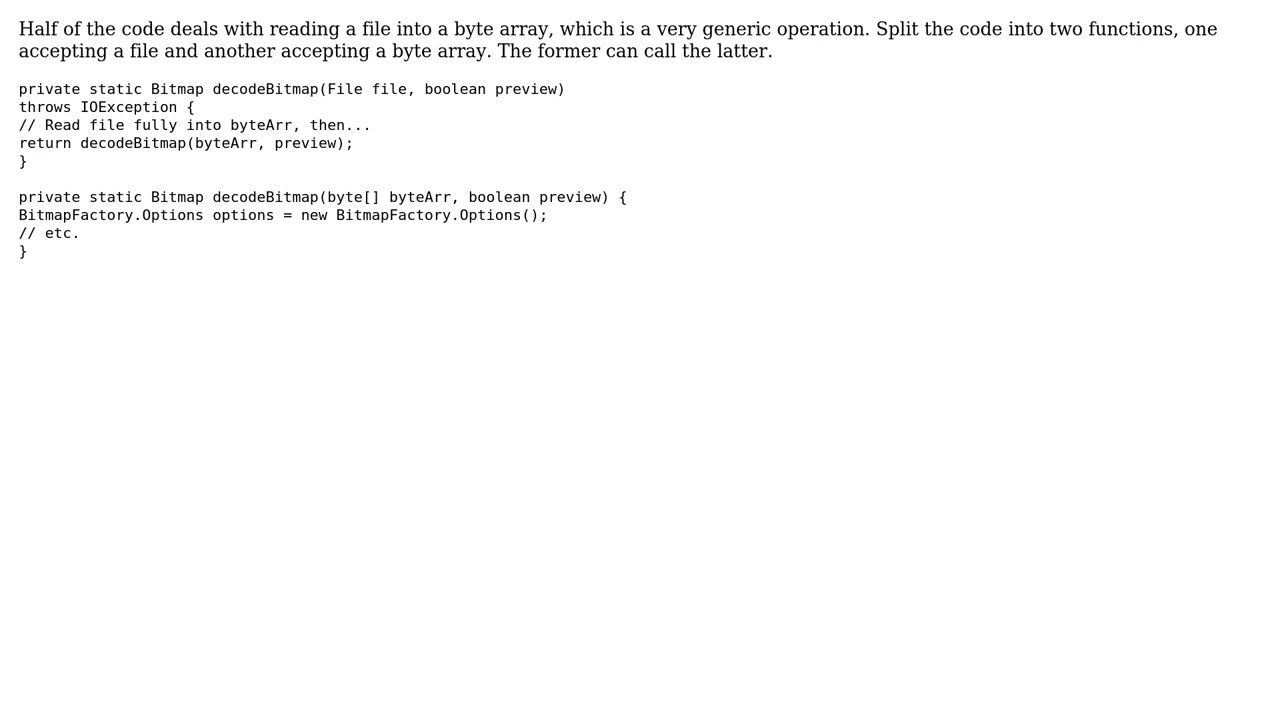 Half of the code deals with reading a file into a byte array, which is a very generic operation. Split the code into two functions, one
accepting a file and another accepting a byte array. The former can call the latter.
private static Bitmap decodeBitmap(File file, boolean preview)
throws IOException {
// Read file fully into byteArr, then...
return decodeBitmap(byteArr, preview);
}
private static Bitmap decodeBitmap(byte[] byteArr, boolean preview) {
BitmapFactory.Options options = new BitmapFactory.Options();
// etc.
}